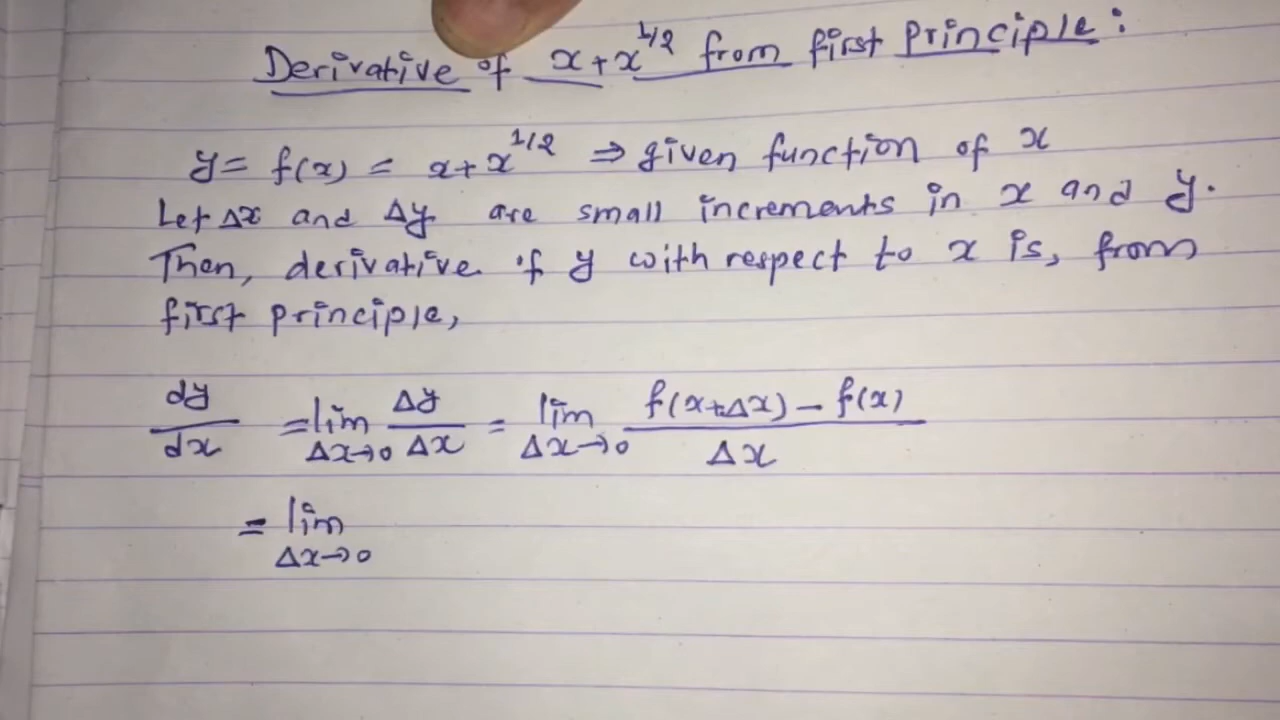 Derivative of x+x^1/2 from first principle:
y= f(x) = x+x^1/2 ⇒ given function of x
Let Δx and Δy are small increments in x and y.
Then, derivative of y with respect to x is, from
first principle,
dy/dx = lim Δx→0 Δy/Δx = lim Δx→0 f(x+Δx) - f(x)/Δx
= lim Δx→0